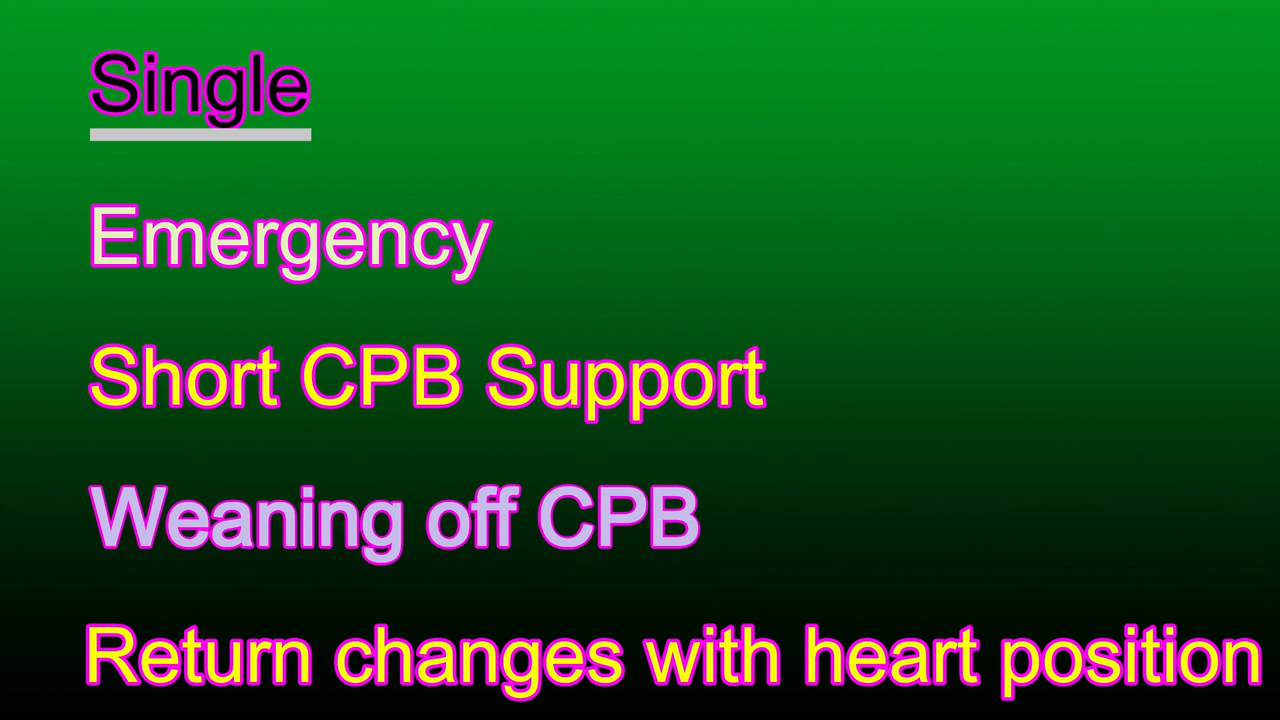 Single
Emergency
Short CPB Support
Weaning off CPB
Return changes with heart position